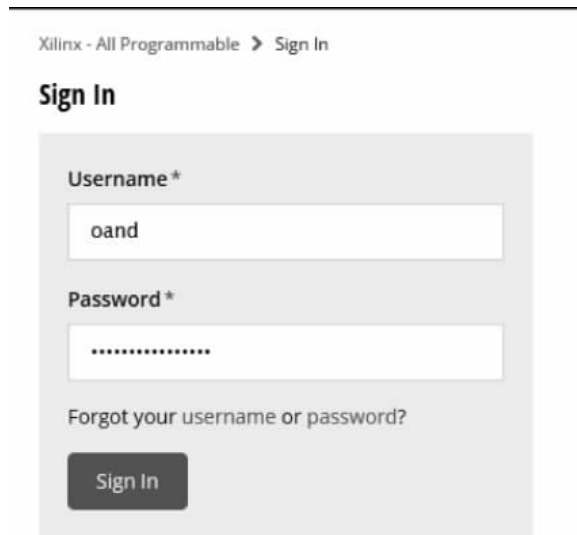 Xilinx - All Programmable > Sign In
Sign In
Username*
oand
Password*
••••••••••••••••
Forgot your username or password?
Sign In